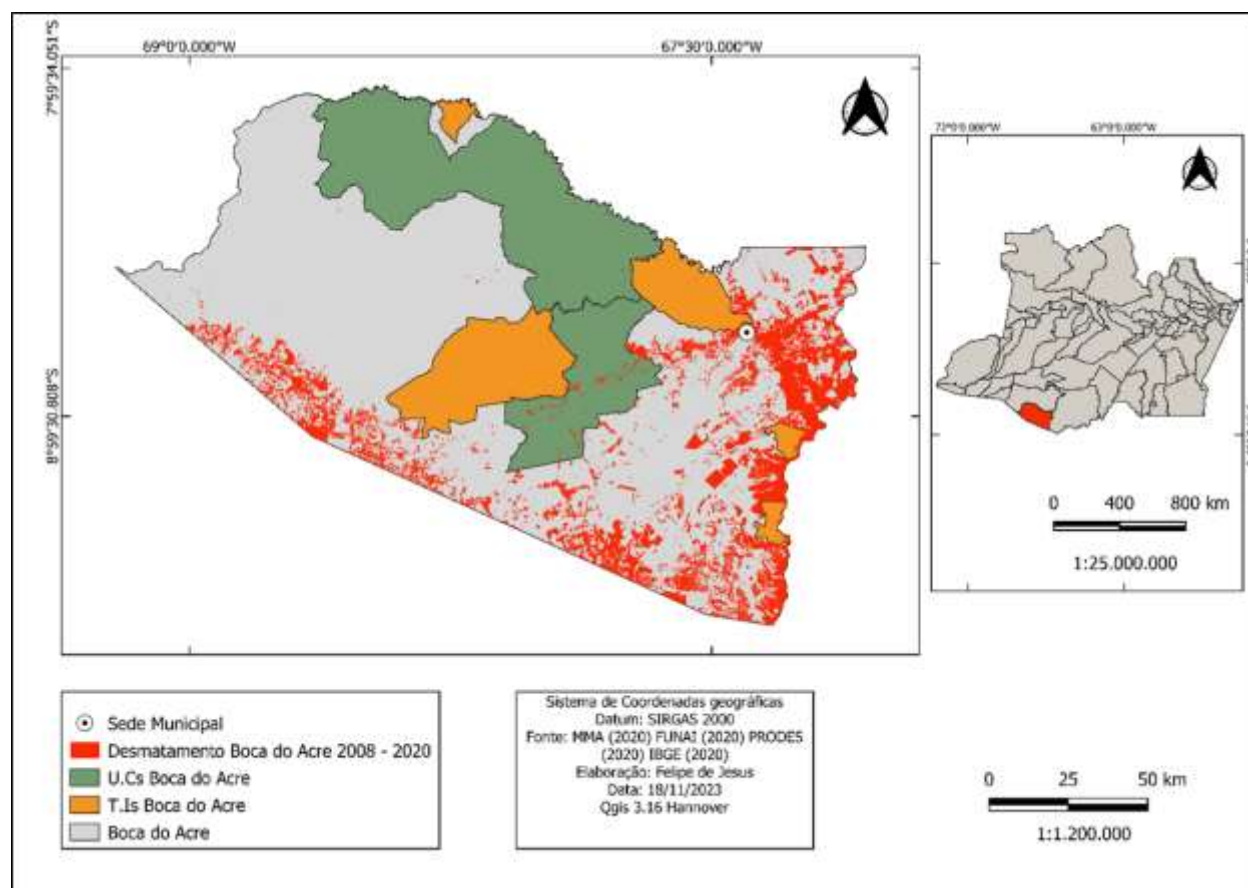 69°0'0.000"W
67°30'0.000"W
7°59'34.051"S
8°59'30.808"S
72°0'0.000"W
63°0'0.000"W
0 400 800 km
1:25.000.000
Sede Municipal
Desmatamento Boca do Acre 2008 - 2020
U.Cs Boca do Acre
T.Is Boca do Acre
Boca do Acre
Sistema de Coordenadas geográficas
Datum: SIRGAS 2000
Fonte: MMA (2020) FUNAI (2020) PRODES
(2020) IBGE (2020)
Elaboração: Felipe de Jesus
Data: 18/11/2023
Qgis 3.16 Hannover
0 25 50 km
1:1.200.000